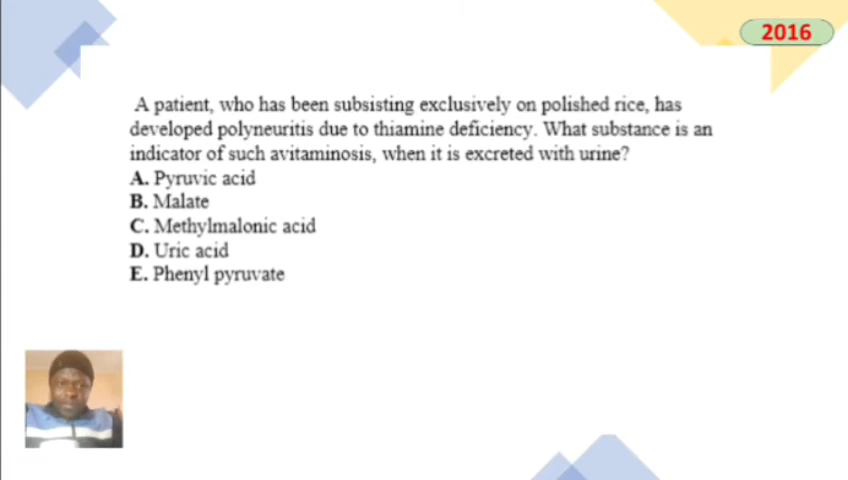 2016
A patient, who has been subsisting exclusively on polished rice, has
developed polyneuritis due to thiamine deficiency. What substance is an
indicator of such avitaminosis, when it is excreted with urine?
A. Pyruvic acid
B. Malate
C. Methylmalonic acid
D. Uric acid
E. Phenyl pyruvate